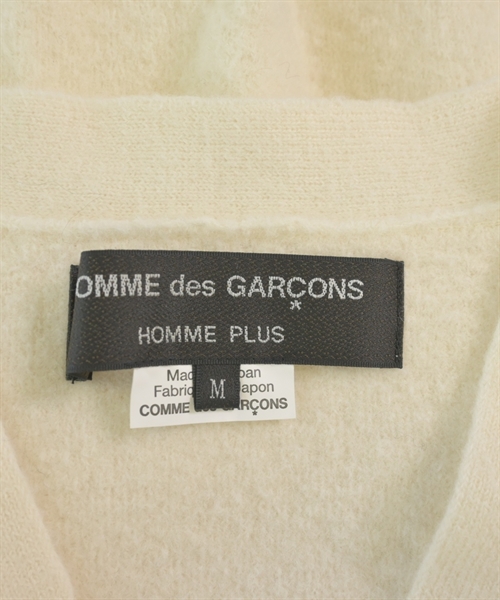 OMME des GARÇONS
*
HOMME PLUS
M
COMME GARÇONS
*